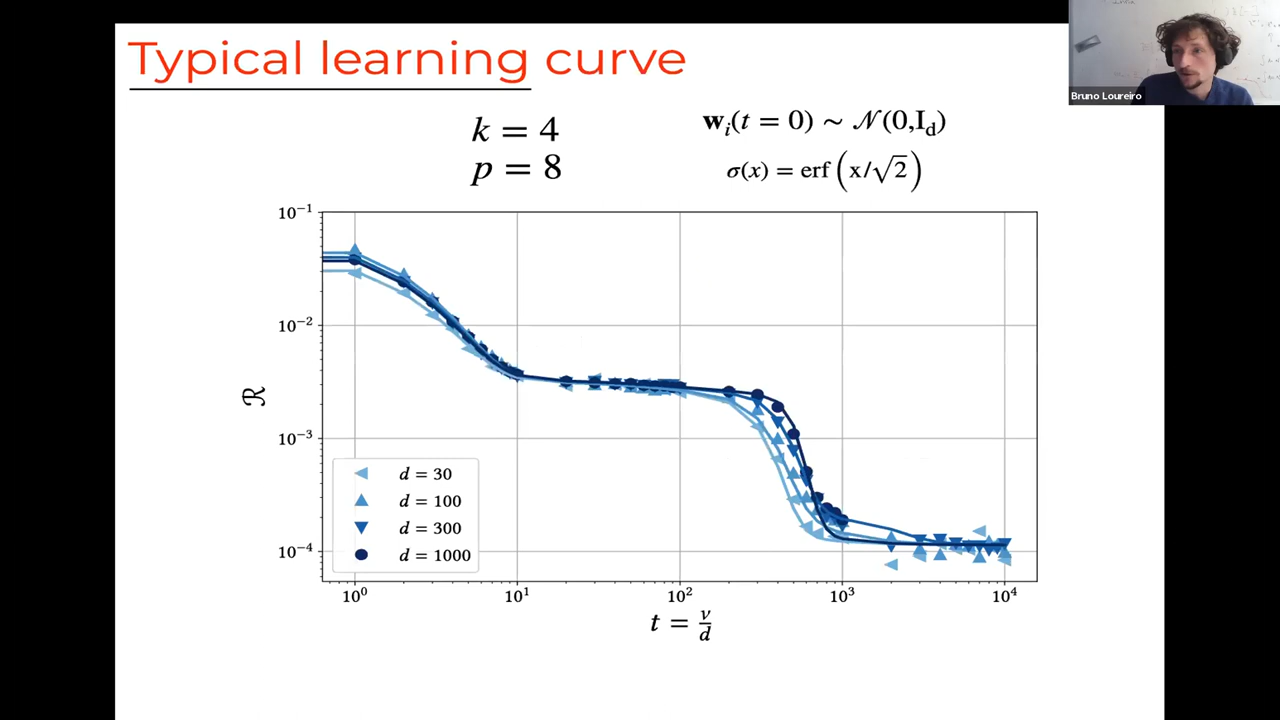 Typical learning curve
Bruno Loureiro
k = 4
p = 8
w_i(t = 0) ∼ 𝒩(0,I_d)
σ(x) = erf(x/√2)
10⁻¹
10⁻²
10⁻³
10⁻⁴
ℛ
d = 30
d = 100
d = 300
d = 1000
10⁰ 10¹ 10² 10³ 10⁴
t = ν/d